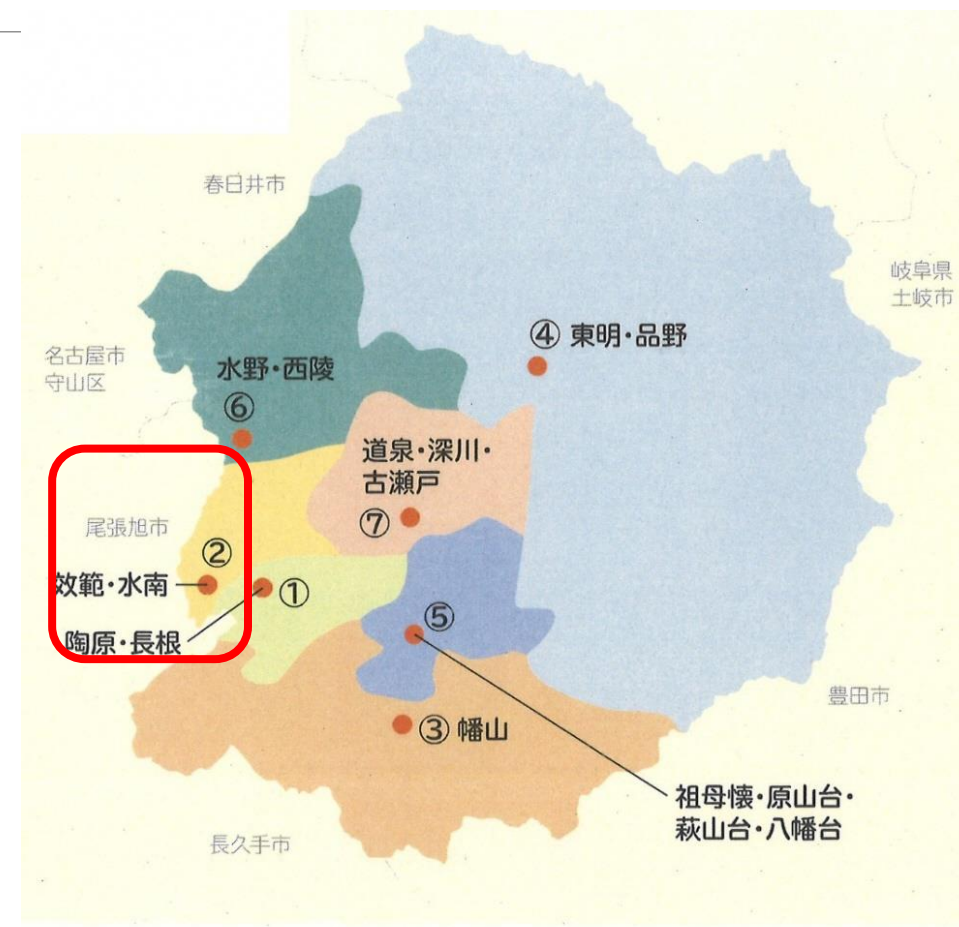 春日井市
岐阜県
土岐市
④ 東明・品野
名古屋市
守山区
水野・西陵
⑥
道泉・深川・
古瀬戸
⑦
尾張旭市
②
効範・水南
①
陶原・長根
⑤
豊田市
③ 幡山
祖母懐・原山台・
萩山台・八幡台
長久手市